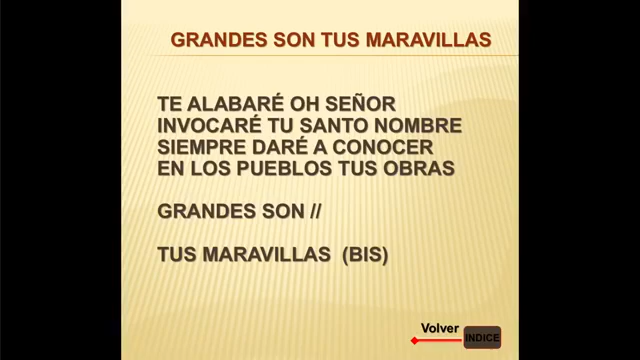 GRANDES SON TUS MARAVILLAS
TE ALABARÉ OH SEÑOR
INVOCARÉ TU SANTO NOMBRE
SIEMPRE DARÉ A CONOCER
EN LOS PUEBLOS TUS OBRAS
GRANDES SON //
TUS MARAVILLAS (BIS)
Volver
INDICE